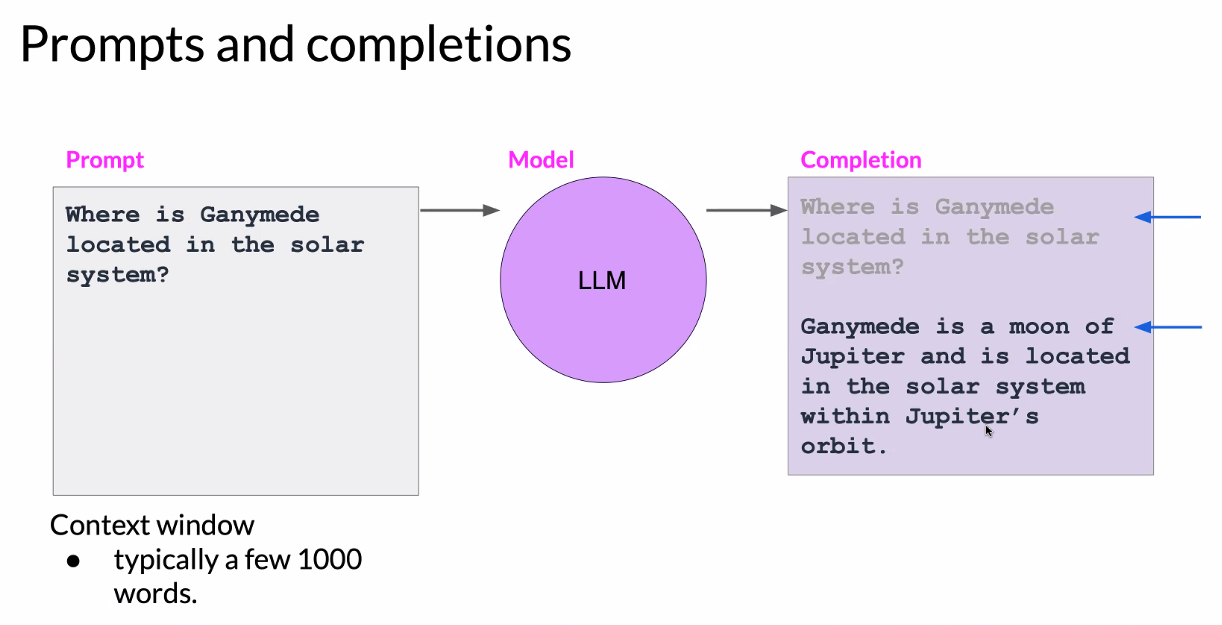 Prompts and completions
Prompt
Where is Ganymede
located in the solar
system?
Context window
● typically a few 1000
words.
Model
LLM
Completion
Where is Ganymede
located in the solar
system?
Ganymede is a moon of
Jupiter and is located
in the solar system
within Jupiter’s
orbit.